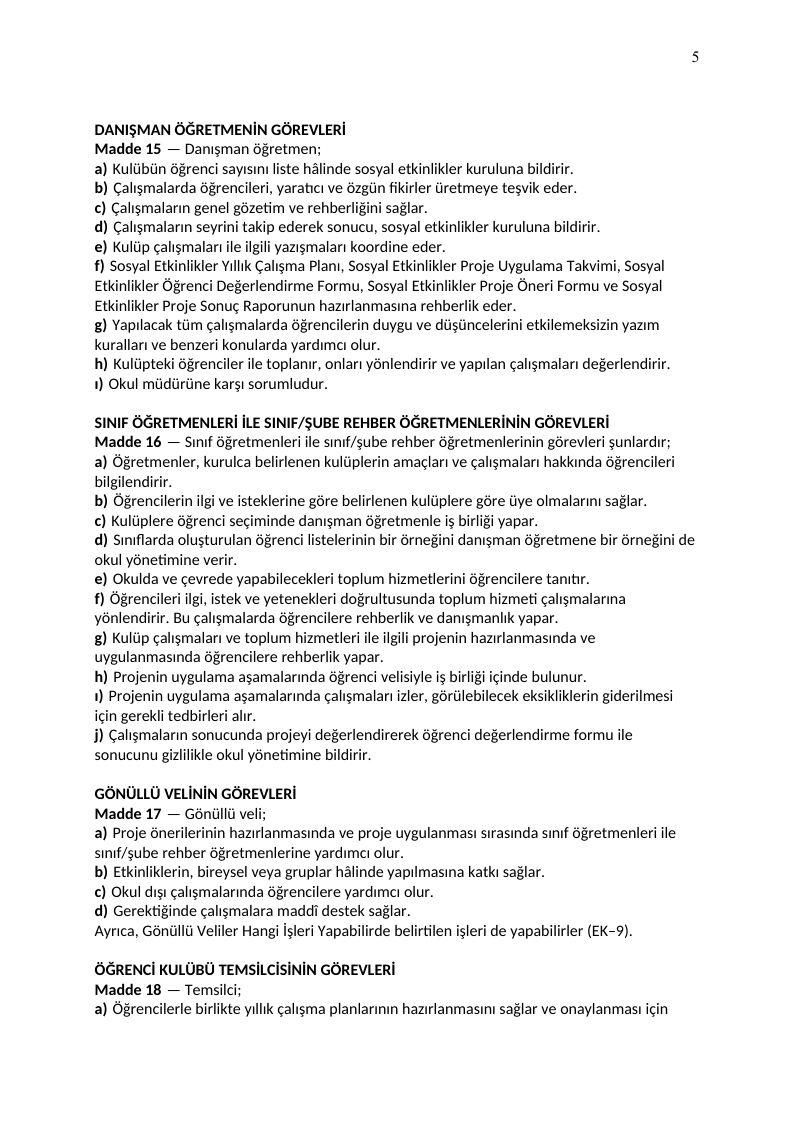 5
DANIŞMAN ÖĞRETMENİN GÖREVLERİ
Madde 15 — Danışman öğretmen;
a) Kulübün öğrenci sayısını liste hâlinde sosyal etkinlikler kuruluna bildirir.
b) Çalışmalarda öğrencileri, yaratıcı ve özgün fikirler üretmeye teşvik eder.
c) Çalışmaların genel gözetim ve rehberliğini sağlar.
d) Çalışmaların seyrini takip ederek sonucu, sosyal etkinlikler kuruluna bildirir.
e) Kulüp çalışmaları ile ilgili yazışmaları koordine eder.
f) Sosyal Etkinlikler Yıllık Çalışma Planı, Sosyal Etkinlikler Proje Uygulama Takvimi, Sosyal
Etkinlikler Öğrenci Değerlendirme Formu, Sosyal Etkinlikler Proje Öneri Formu ve Sosyal
Etkinlikler Proje Sonuç Raporunun hazırlanmasına rehberlik eder.
g) Yapılacak tüm çalışmalarda öğrencilerin duygu ve düşüncelerini etkilemeksizin yazım
kuralları ve benzeri konularda yardımcı olur.
h) Kulüpteki öğrenciler ile toplanır, onları yönlendirir ve yapılan çalışmaları değerlendirir.
ı) Okul müdürüne karşı sorumludur.
SINIF ÖĞRETMENLERİ İLE SINIF/ŞUBE REHBER ÖĞRETMENLERİNİN GÖREVLERİ
Madde 16 — Sınıf öğretmenleri ile sınıf/şube rehber öğretmenlerinin görevleri şunlardır;
a) Öğretmenler, kurulca belirlenen kulüplerin amaçları ve çalışmaları hakkında öğrencileri
bilgilendirir.
b) Öğrencilerin ilgi ve isteklerine göre belirlenen kulüplere göre üye olmalarını sağlar.
c) Kulüplere öğrenci seçiminde danışman öğretmenle iş birliği yapar.
d) Sınıflarda oluşturulan öğrenci listelerinin bir örneğini danışman öğretmene bir örneğini de
okul yönetimine verir.
e) Okulda ve çevrede yapabilecekleri toplum hizmetlerini öğrencilere tanıtır.
f) Öğrencileri ilgi, istek ve yetenekleri doğrultusunda toplum hizmeti çalışmalarına
yönlendirir. Bu çalışmalarda öğrencilere rehberlik ve danışmanlık yapar.
g) Kulüp çalışmaları ve toplum hizmetleri ile ilgili projenin hazırlanmasında ve
uygulanmasında öğrencilere rehberlik yapar.
h) Projenin uygulama aşamalarında öğrenci velisiyle iş birliği içinde bulunur.
ı) Projenin uygulama aşamalarında çalışmaları izler, görülebilecek eksikliklerin giderilmesi
için gerekli tedbirleri alır.
j) Çalışmaların sonucunda projeyi değerlendirerek öğrenci değerlendirme formu ile
sonucunu gizlilikle okul yönetimine bildirir.
GÖNÜLLÜ VELİNİN GÖREVLERİ
Madde 17 — Gönüllü veli;
a) Proje önerilerinin hazırlanmasında ve proje uygulanması sırasında sınıf öğretmenleri ile
sınıf/şube rehber öğretmenlerine yardımcı olur.
b) Etkinliklerin, bireysel veya gruplar hâlinde yapılmasına katkı sağlar.
c) Okul dışı çalışmalarında öğrencilere yardımcı olur.
d) Gerektiğinde çalışmalara maddî destek sağlar.
Ayrıca, Gönüllü Veliler Hangi İşleri Yapabilirde belirtilen işleri de yapabilirler (EK–9).
ÖĞRENCİ KULÜBÜ TEMSİLCİSİNİN GÖREVLERİ
Madde 18 — Temsilci;
a) Öğrencilerle birlikte yıllık çalışma planlarının hazırlanmasını sağlar ve onaylanması için